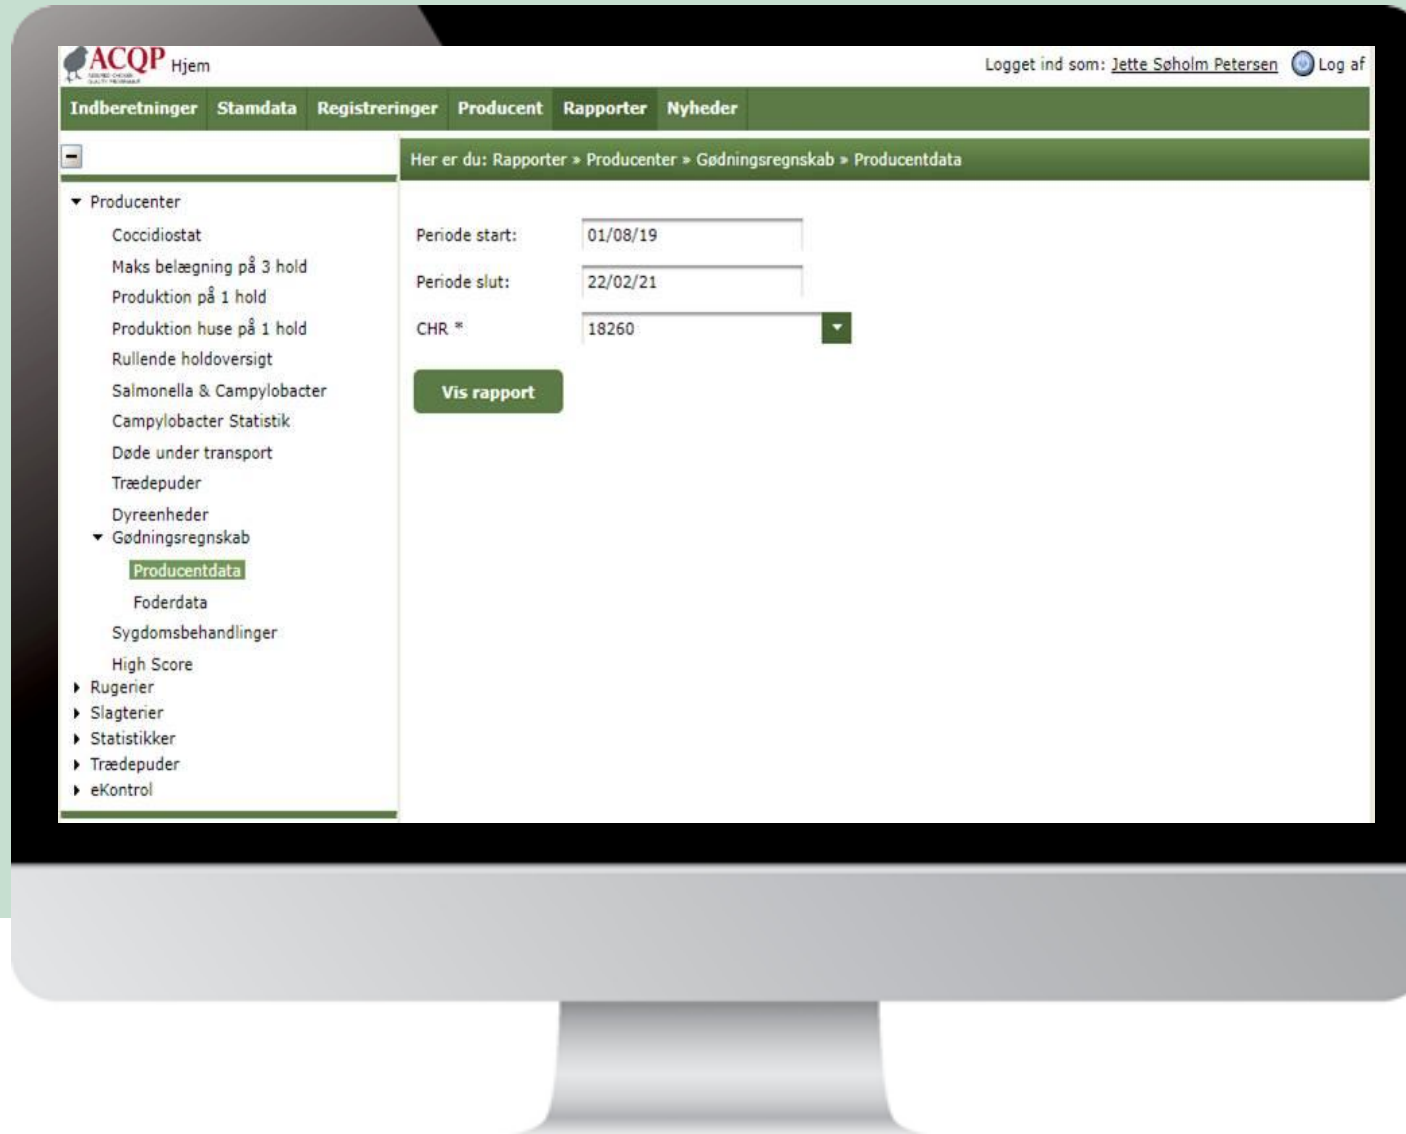 ACQP Hjem
Logget ind som: Jette Søholm Petersen Log af
Indberetninger Stamdata Registreringer Producent Rapporter Nyheder
Her er du: Rapporter » Producenter » Gødningsregnskab » Producentdata
Producenter
Coccidiostat
Maks belægning på 3 hold
Produktion på 1 hold
Produktion huse på 1 hold
Rullende holdoversigt
Salmonella & Campylobacter
Campylobacter Statistik
Døde under transport
Trædepuder
Dyreenheder
Gødningsregnskab
Producentdata
Foderdata
Sygdomsbehandlinger
High Score
Rugerier
Slagterier
Statistikker
Trædepuder
eKontrol
Periode start: 01/08/19
Periode slut: 22/02/21
CHR * 18260
Vis rapport